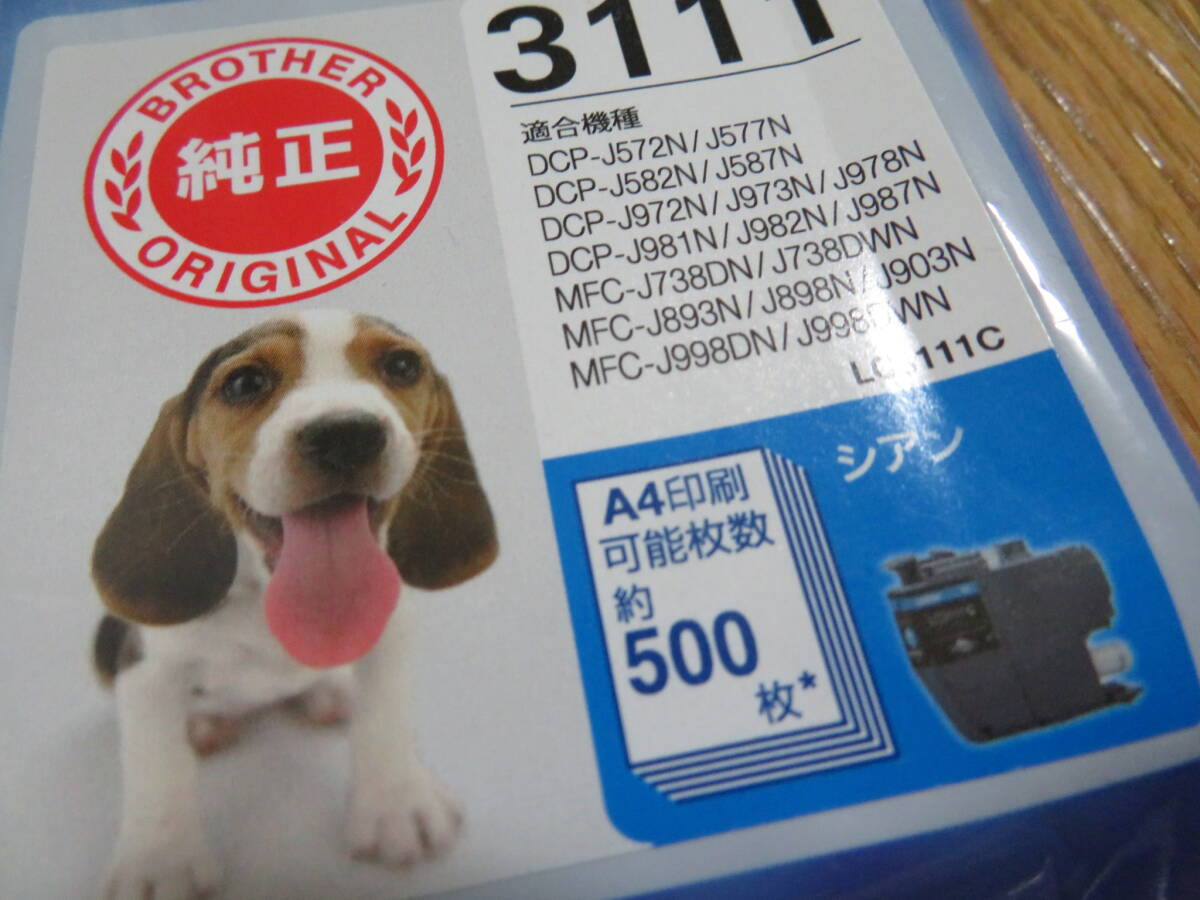 BROTHER
純正
ORIGINAL
3111
適合機種
DCP-J572N/J577N
DCP-J582N/J587N
DCP-J972N/J973N/J978N
DCP-J981N/J982N/J987N
MFC-J738DN/J738DWN
MFC-J893N/J898N/J903N
MFC-J998DN/J998DWN
LC3111C
シアン
A4印刷
可能枚数
約
500
枚*